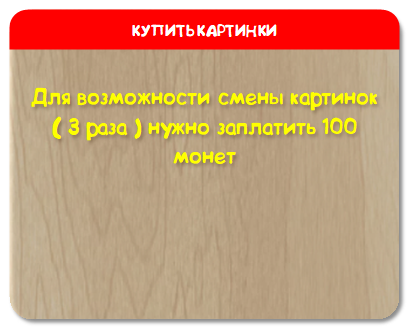 КУПИТЬ КАРТИНКИ
Для возможности смены картинок
( 3 раза ) нужно заплатить 100
монет